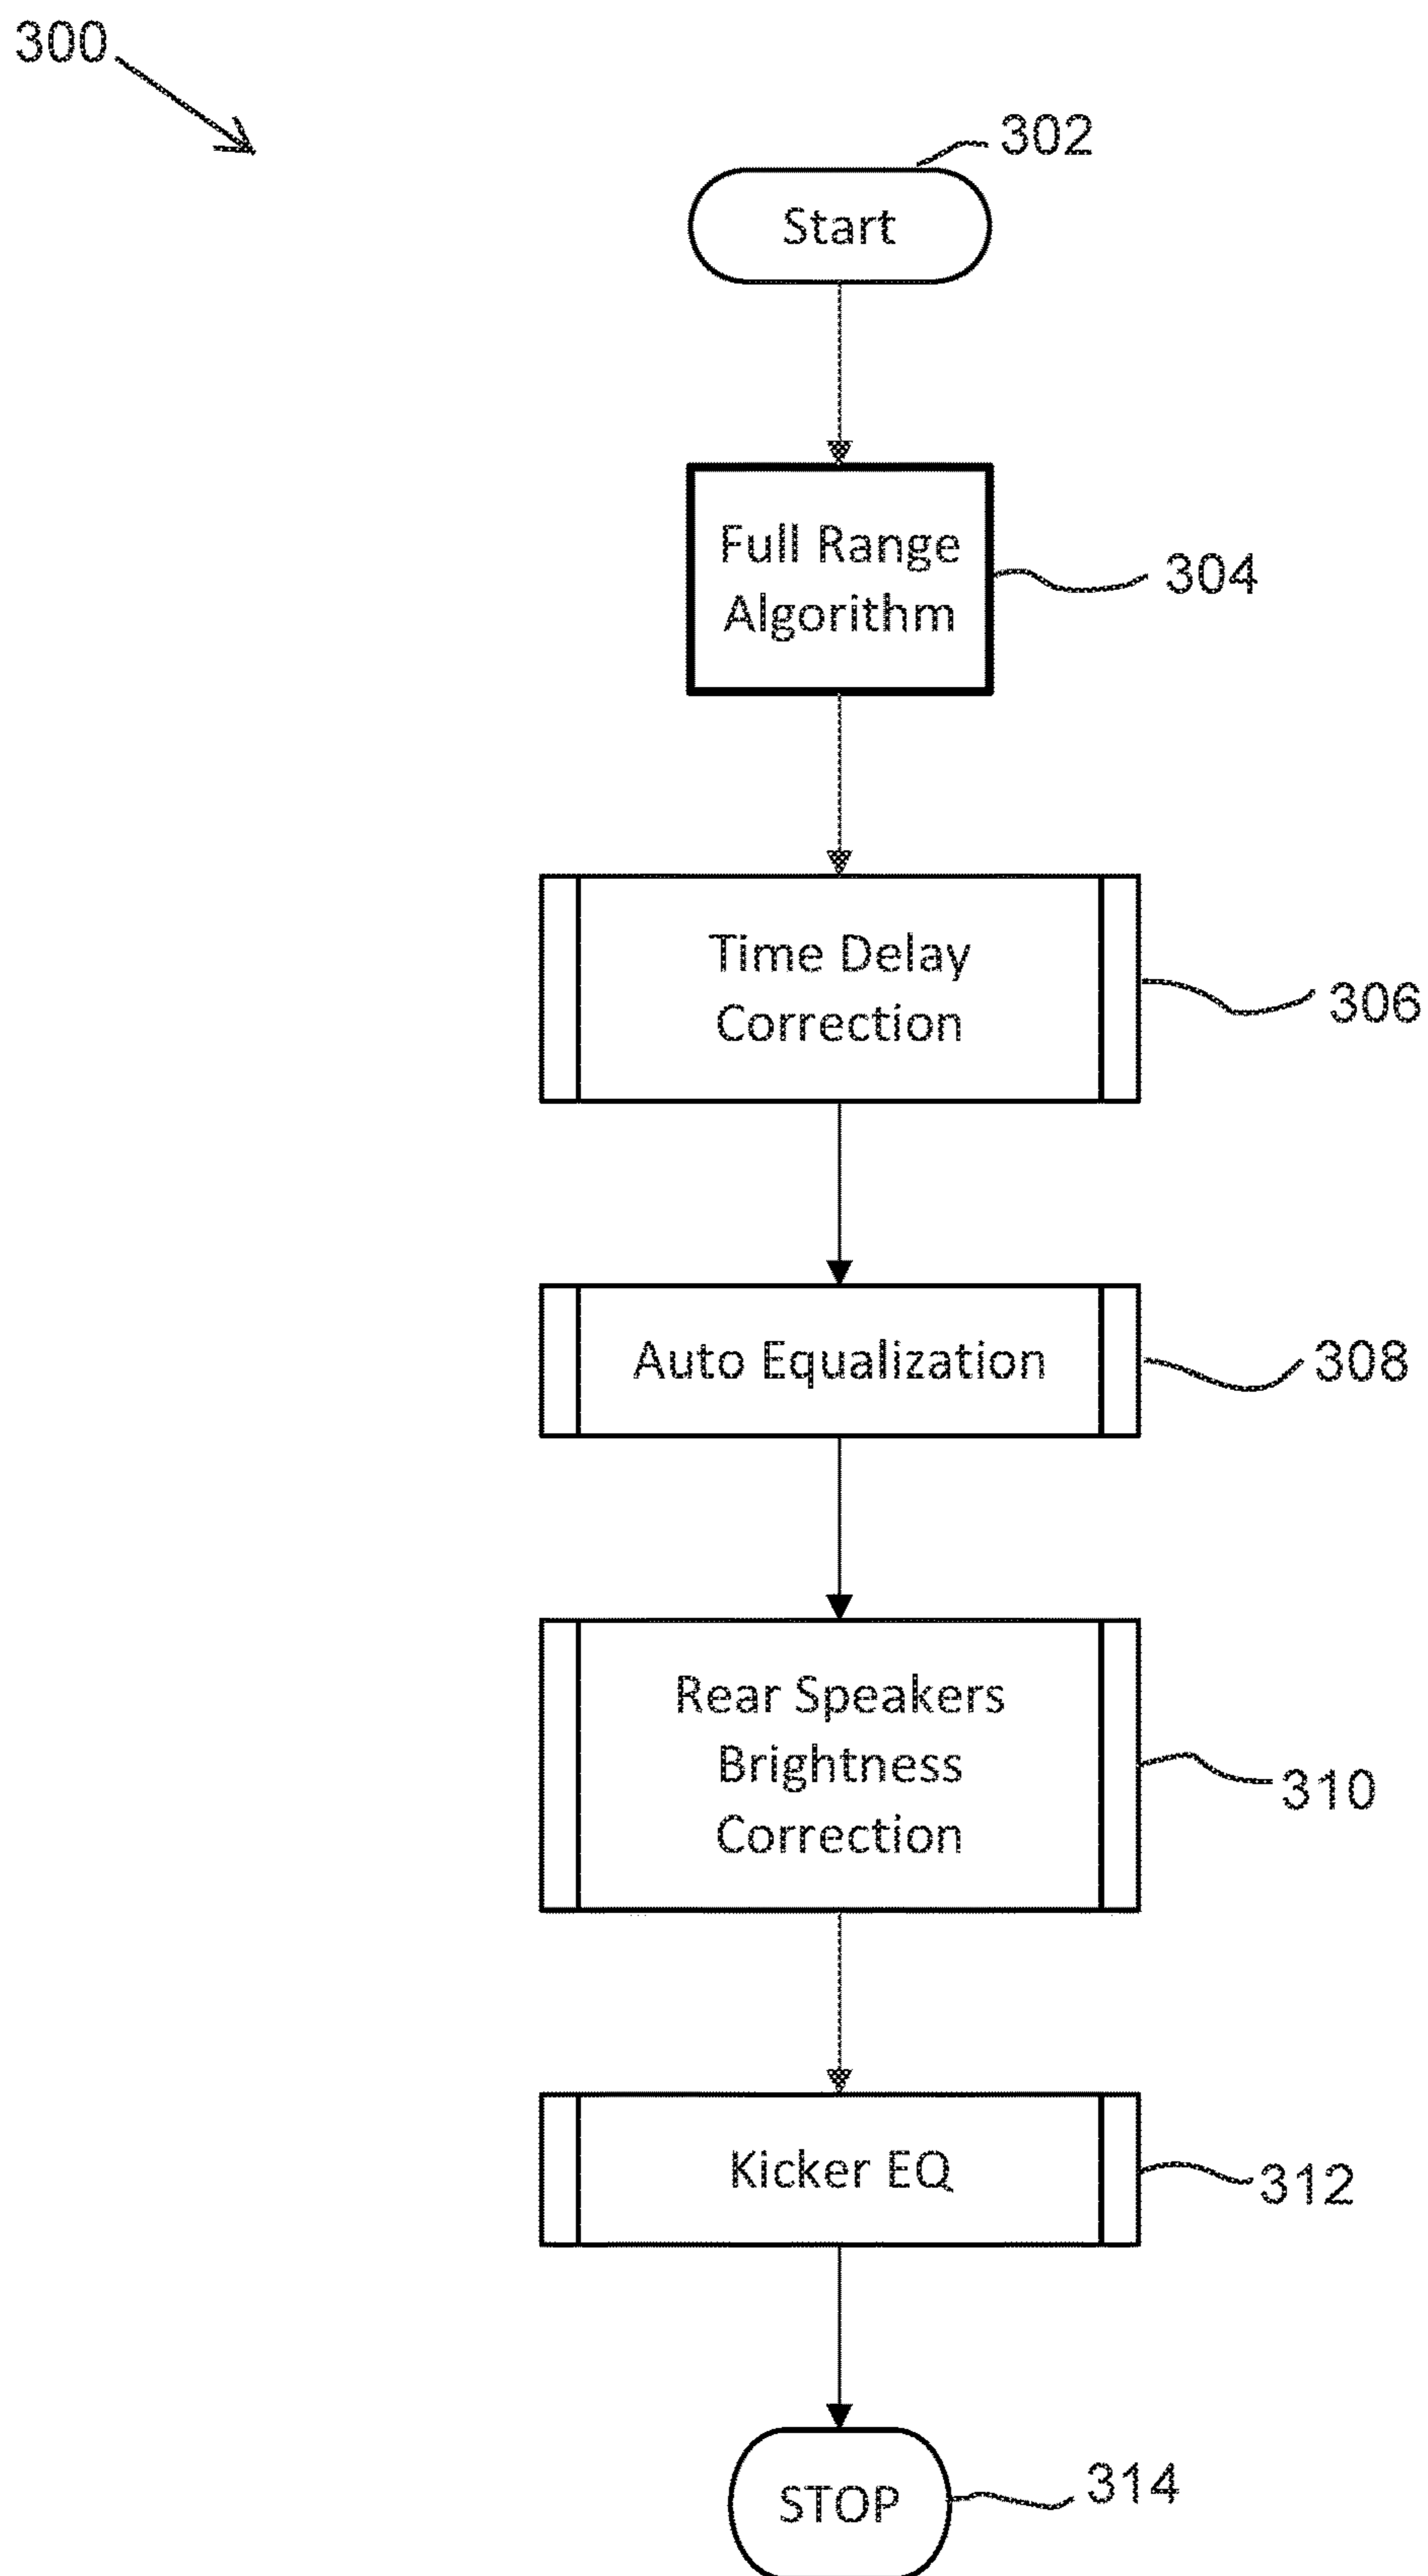 300
302
Start
Full Range
Algorithm
304
Time Delay
Correction
306
Auto Equalization
308
Rear Speakers
Brightness
Correction
310
Kicker EQ
312
STOP
314